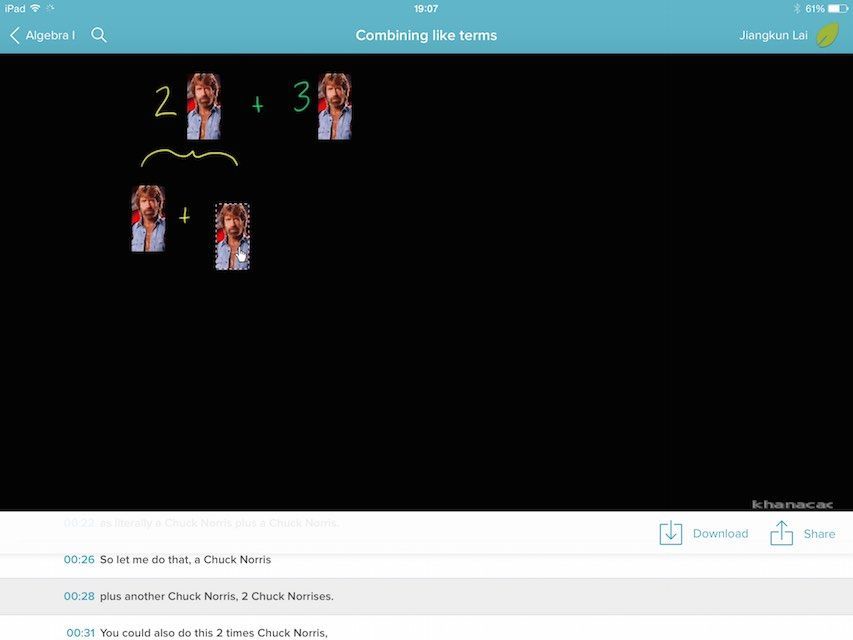 iPad 19:07 61%
Algebra I Combining like terms Jiangkun Lai
2 + 3
+
khanacac
00:22 as literally a Chuck Norris plus a Chuck Norris.
Download Share
00:26 So let me do that, a Chuck Norris
00:28 plus another Chuck Norris, 2 Chuck Norrises.
00:31 You could also do this 2 times Chuck Norris,